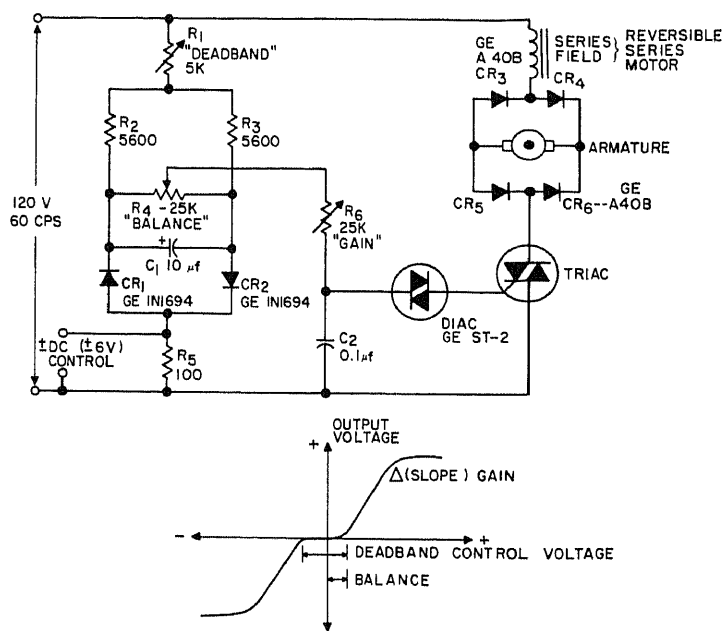 R1
"DEADBAND"
5K
R2
5600
R3
5600
R4 - 25K
"BALANCE"
+
C1 10 µf
CR1
GE IN1694
CR2
GE IN1694
120 V
60 CPS
± DC (± 6V)
CONTROL
R5
100
R6
25K
"GAIN"
C2
0.1µf
DIAC
GE ST-2
TRIAC
GE
A 40B
CR3
CR4
SERIES
FIELD
REVERSIBLE
SERIES
MOTOR
ARMATURE
CR5
GE
CR6--A40B
OUTPUT
VOLTAGE
+
Δ(SLOPE) GAIN
-
+
DEADBAND CONTROL VOLTAGE
BALANCE